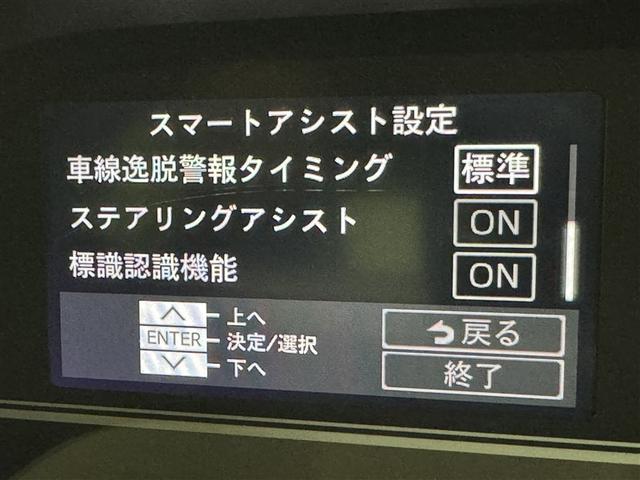 スマートアシスト設定
車線逸脱警報タイミング 標準
ステアリングアシスト ON
標識認識機能 ON
上へ
ENTER 決定/選択
下へ
戻る
終了